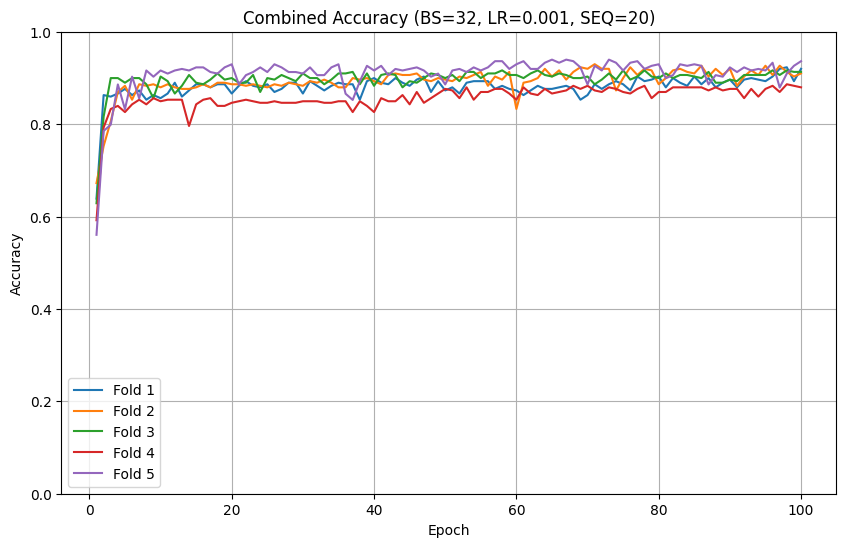 Combined Accuracy (BS=32, LR=0.001, SEQ=20)
1.0
0.8
0.6
0.4
0.2
0.0
Accuracy
Fold 1
Fold 2
Fold 3
Fold 4
Fold 5
0 20 40 60 80 100
Epoch